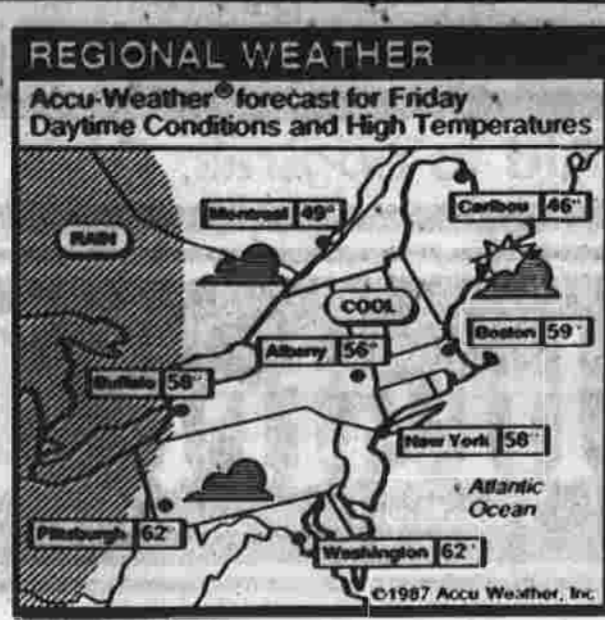 REGIONAL WEATHER
Accu-Weather® forecast for Friday
Daytime Conditions and High Temperatures
RAIN
Montreal 49°
Caribou 46°
COOL
Boston 59°
Albany 56°
Buffalo 58°
New York 58°
Atlantic
Ocean
Pittsburgh 62°
Washington 62°
©1987 Accu Weather, Inc